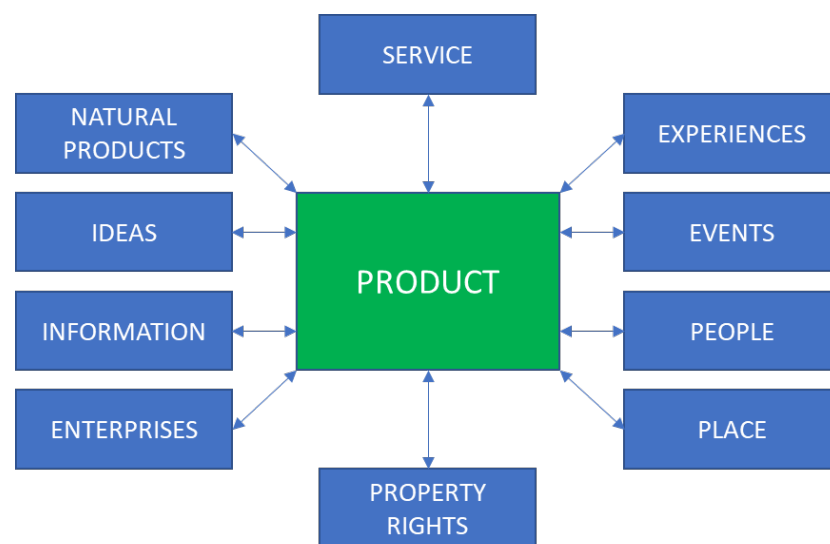 SERVICE
NATURAL
PRODUCTS
EXPERIENCES
IDEAS
EVENTS
PRODUCT
INFORMATION
PEOPLE
ENTERPRISES
PLACE
PROPERTY
RIGHTS